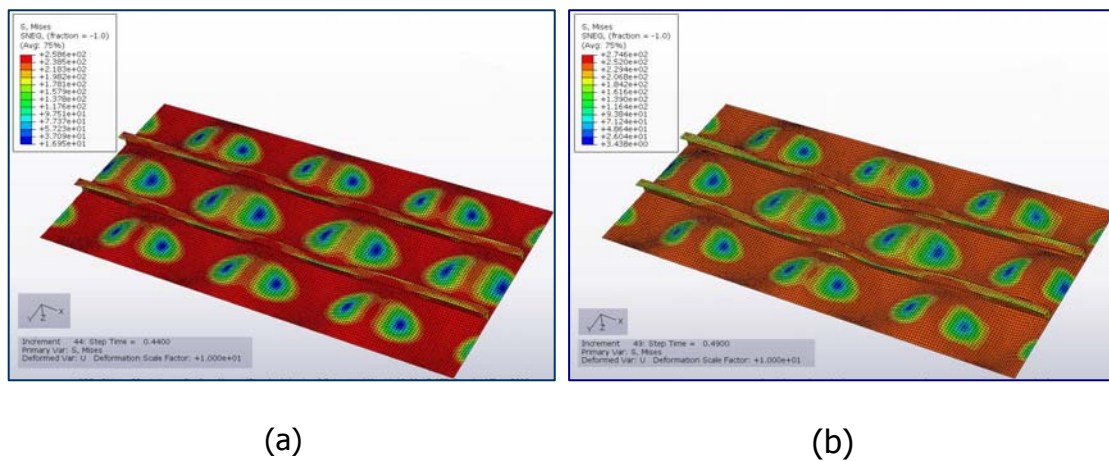 S, Mises
SNEG, (fraction = -1.0)
(Avg: 75%)
+2.586e+02
+2.385e+02
+2.183e+02
+1.982e+02
+1.781e+02
+1.579e+02
+1.378e+02
+1.176e+02
+9.751e+01
+7.737e+01
+5.723e+01
+3.709e+01
+1.695e+01
Y Z X
Increment 44: Step Time = 0.4400
Primary Var: S, Mises
Deformed Var: U Deformation Scale Factor: +1.000e+01
(a)
S, Mises
SNEG, (fraction = -1.0)
(Avg: 75%)
+2.746e+02
+2.520e+02
+2.294e+02
+2.068e+02
+1.842e+02
+1.616e+02
+1.390e+02
+1.164e+02
+9.384e+01
+7.124e+01
+4.864e+01
+2.604e+01
+3.438e+00
Y Z X
Increment 49: Step Time = 0.4900
Primary Var: S, Mises
Deformed Var: U Deformation Scale Factor: +1.000e+01
(b)